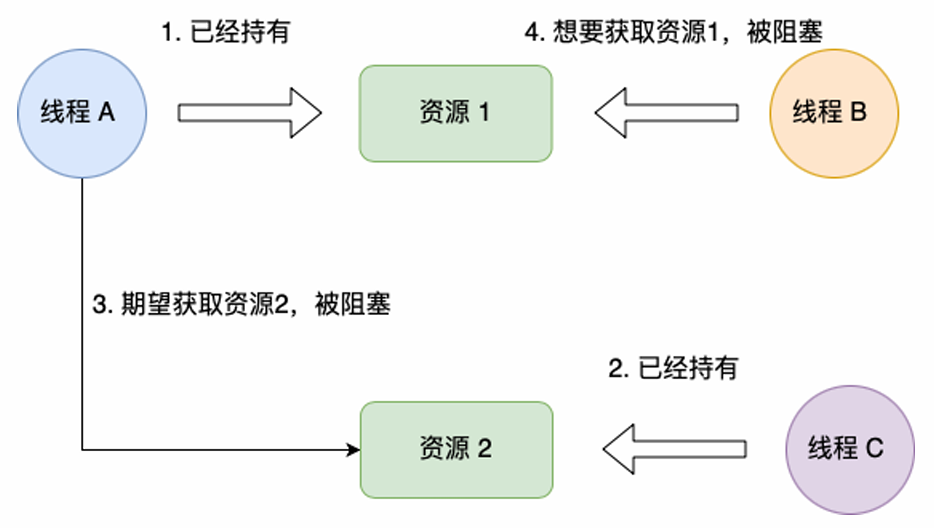 1. 已经持有
4. 想要获取资源1，被阻塞
线程 A
资源 1
线程 B
3. 期望获取资源2，被阻塞
2. 已经持有
资源 2
线程 C